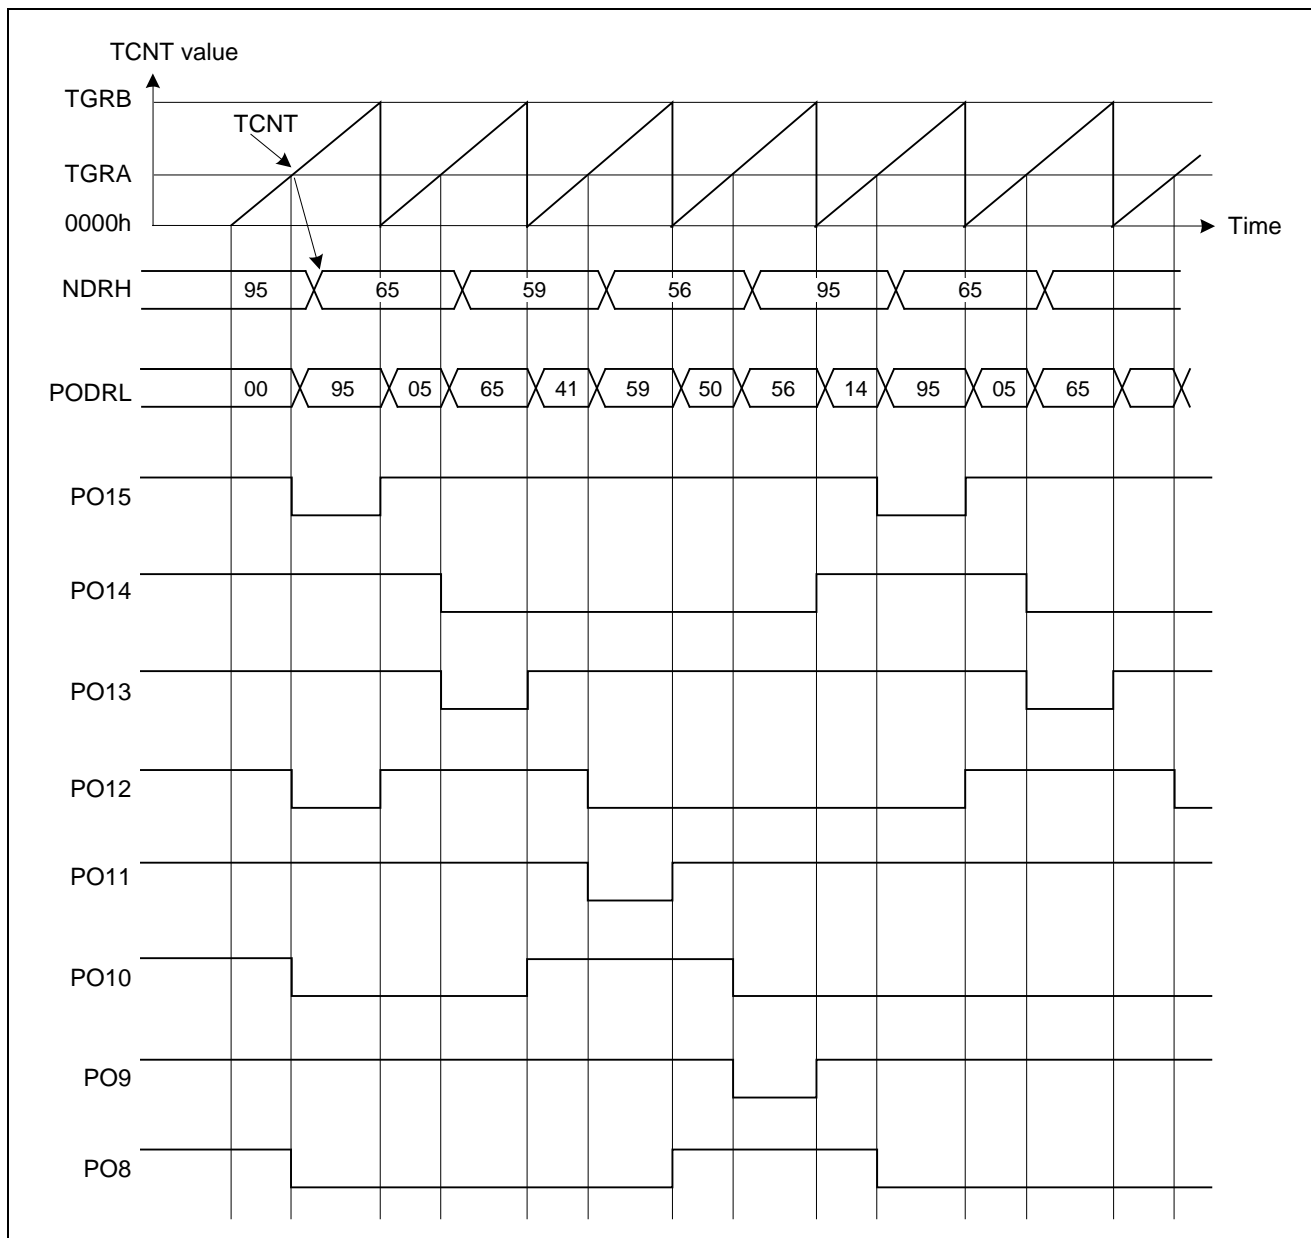 TCNT value
TGRB
TCNT
TGRA
0000h
Time
NDRH 95 65 59 56 95 65
PODRL 00 95 05 65 41 59 50 56 14 95 05 65
PO15
PO14
PO13
PO12
PO11
PO10
PO9
PO8